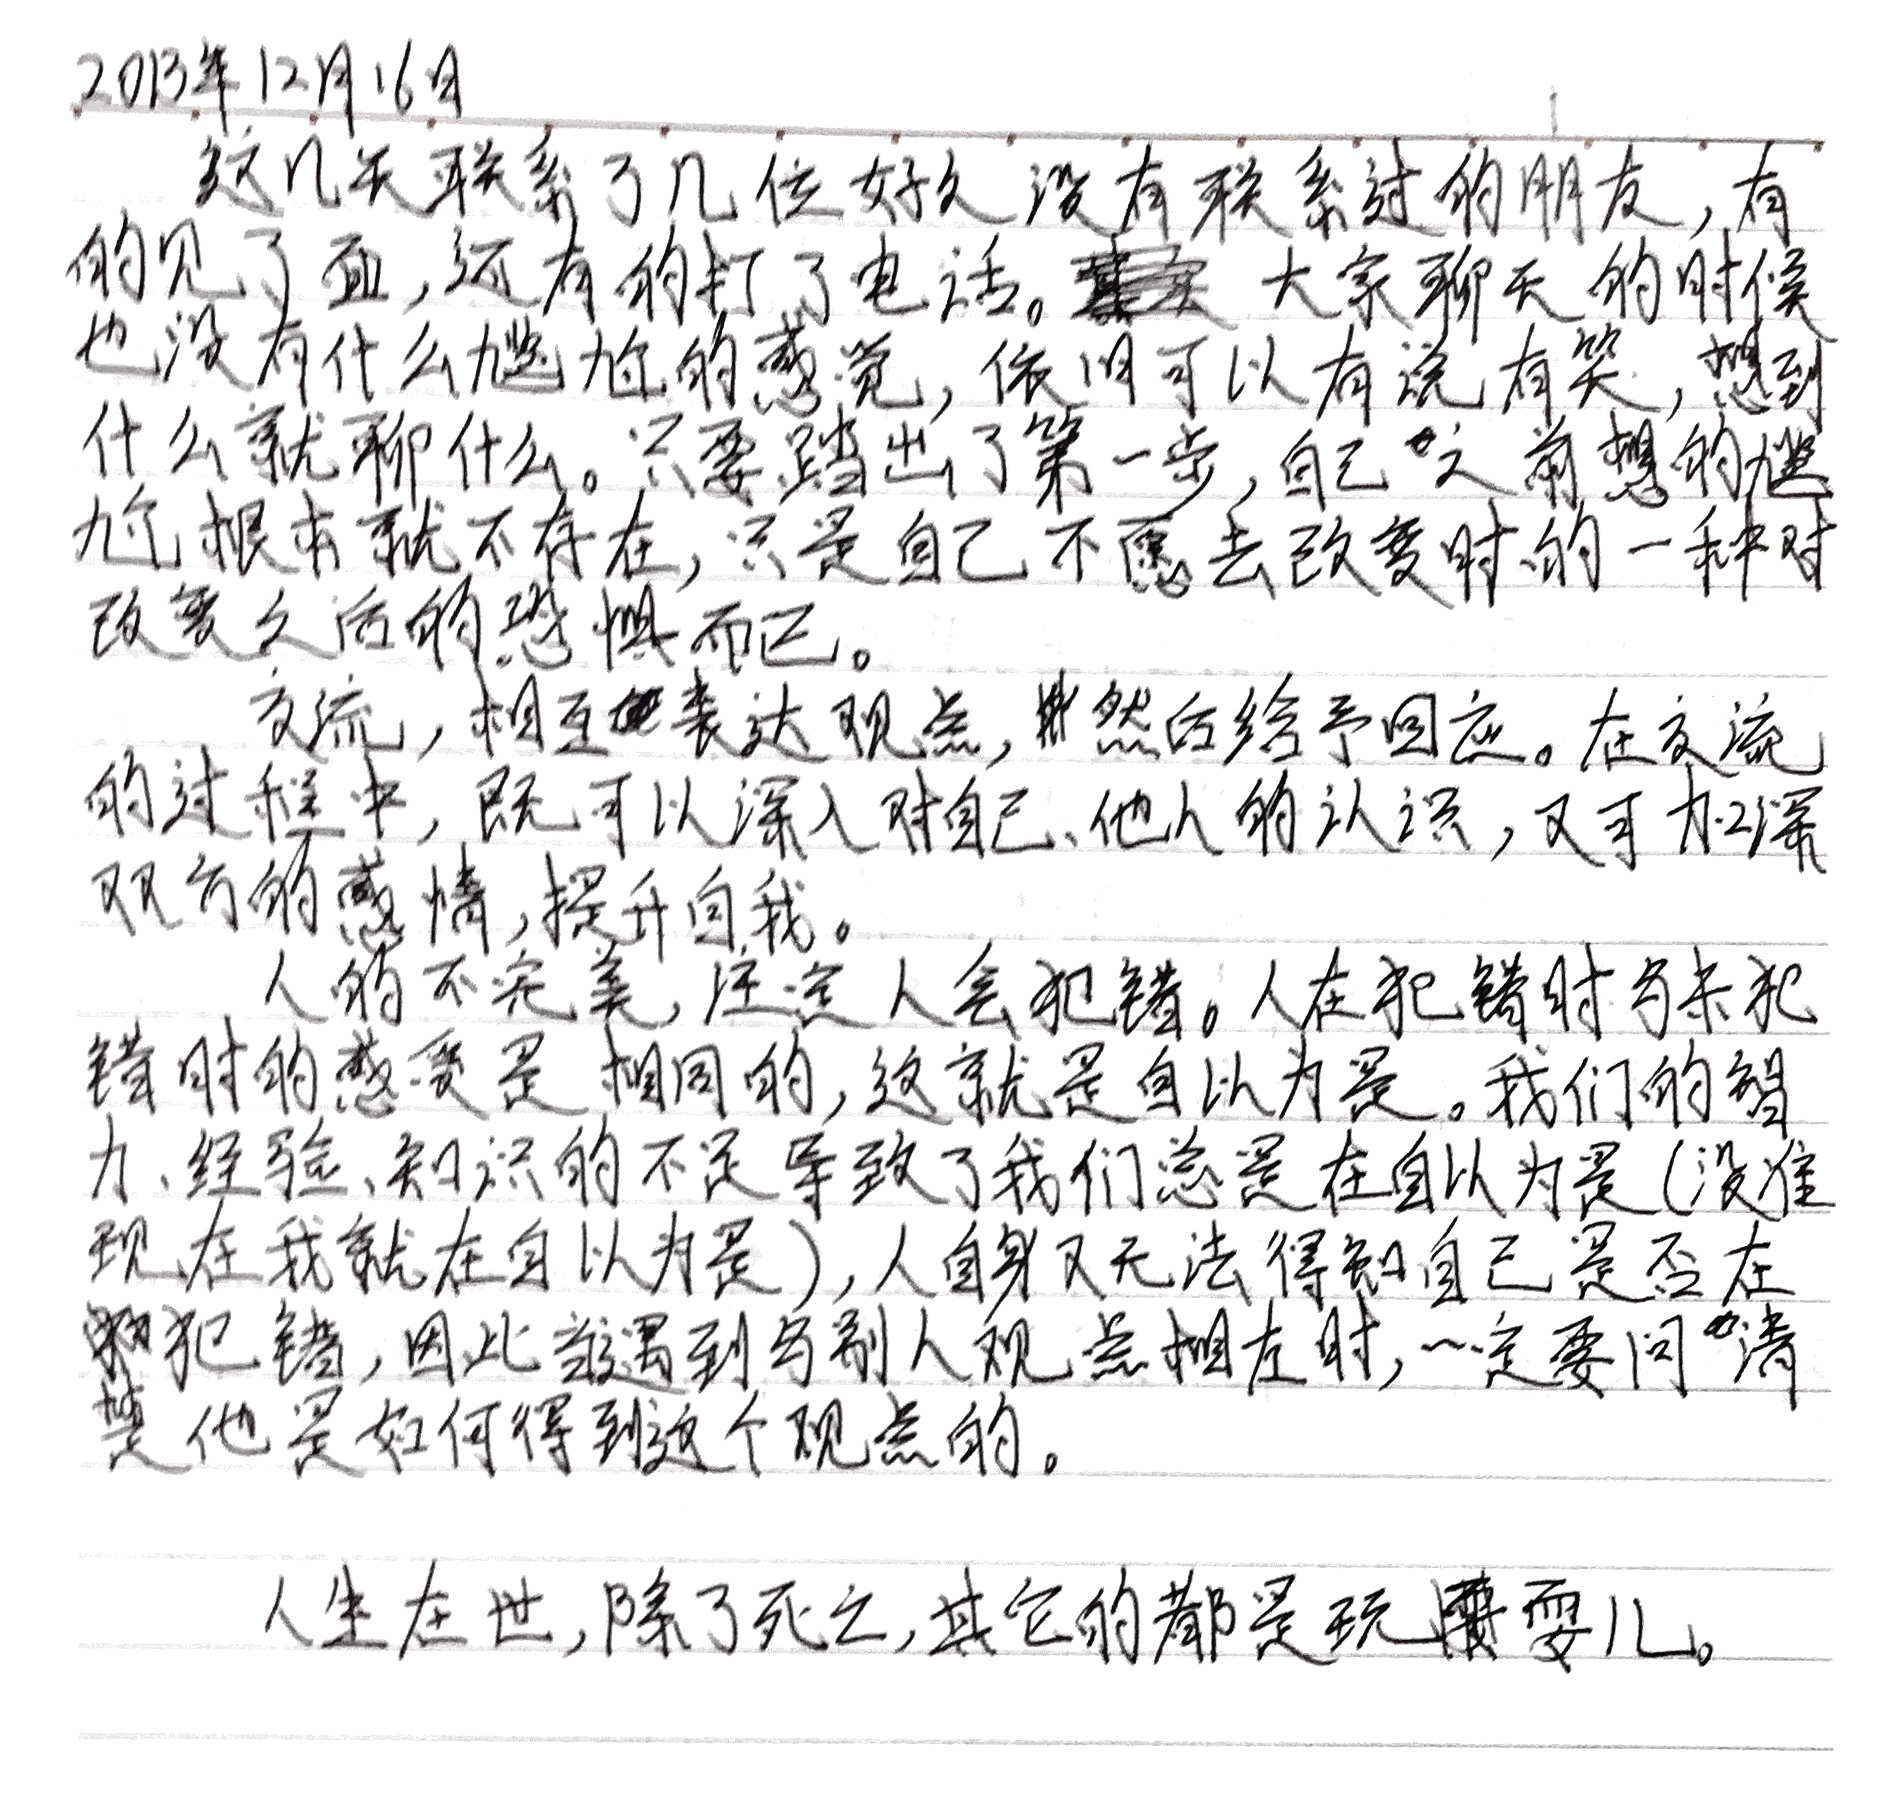 2013年12月16日
这几天联系了几位好久没有联系过的朋友,有
的见了面,还有的打了电话。大家聊天的时候
也没有什么尴尬的感觉,依旧可以有说有笑,想到
什么就聊什么。只要踏出了第一步,自己之前想的尴
尬根本就不存在,只是自己不愿去改变时的一种对
改变之后的恐惧而已。
交流,相互表达观点,然后给予回应。在交流
的过程中,既可以深入对自己、他人的认识,又可加深
双方的感情,提升自我。
人的不完美,注定人会犯错。人在犯错时与未犯
错时的感受是相同的,这就是自以为是。我们的智
力、经验、知识的不足导致了我们总是在自以为是(没准
现在我就在自以为是),人自身又无法得知自己是否在
犯错,因此当遇到与别人观点相左时,一定要问清
楚他是如何得到这个观点的。
人生在世,除了死亡,其它的都是玩耍儿。